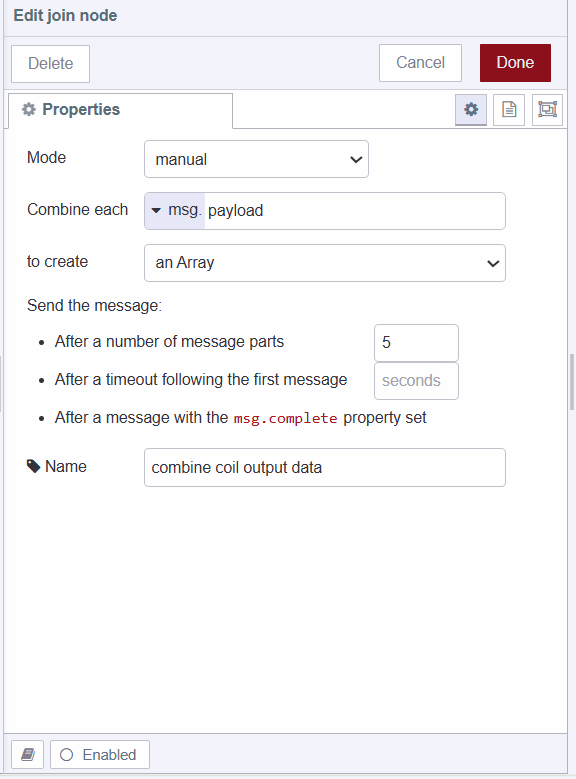 Edit join node
Delete
Cancel
Done
Properties
Mode
manual
Combine each
msg. payload
to create
an Array
Send the message:
After a number of message parts
5
After a timeout following the first message
seconds
After a message with the msg.complete property set
Name
combine coil output data
Enabled